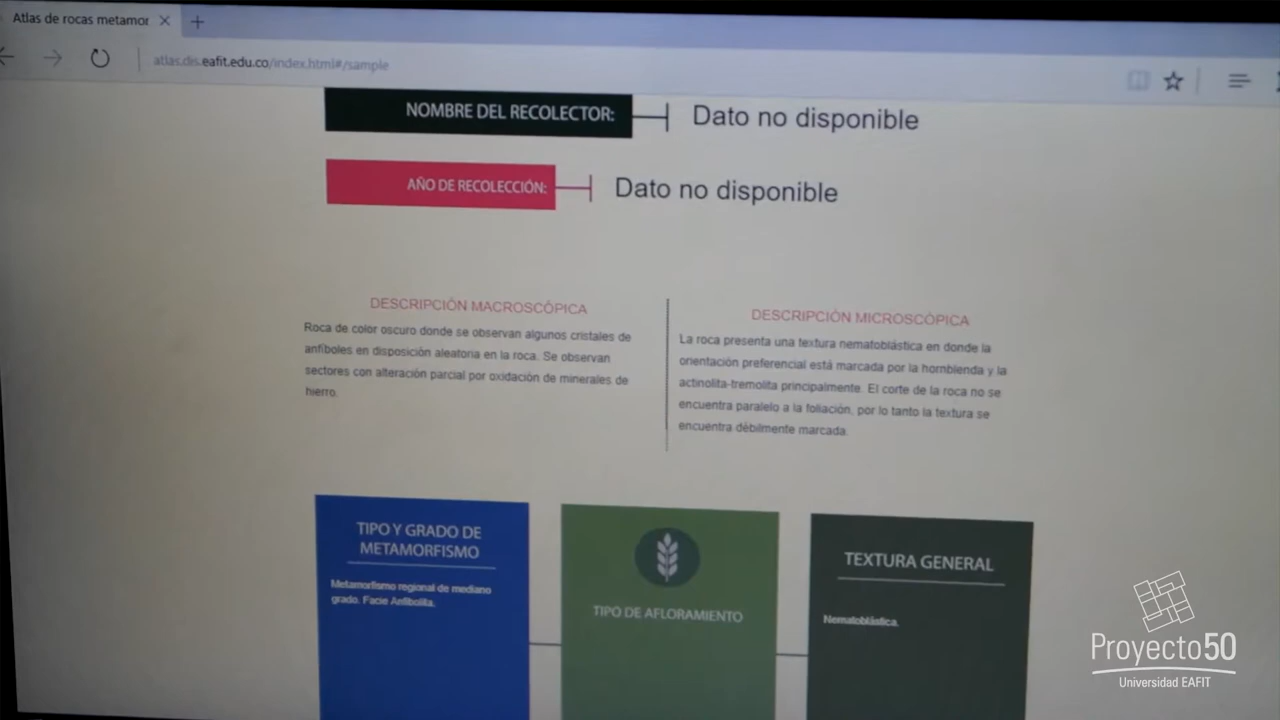 Atlas de rocas metamor
atlas.dis.eafit.edu.co/index.html#/sample
NOMBRE DEL RECOLECTOR:
Dato no disponible
AÑO DE RECOLECCIÓN:
Dato no disponible
DESCRIPCIÓN MACROSCÓPICA
Roca de color oscuro donde se observan algunos cristales de
anfíboles en disposición aleatoria en la roca. Se observan
sectores con alteración parcial por oxidación de minerales de
hierro.
DESCRIPCIÓN MICROSCÓPICA
La roca presenta una textura nematoblástica en donde la
orientación preferencial está marcada por la hornblenda y la
actinolita-tremolita principalmente. El corte de la roca no se
encuentra paralelo a la foliación, por lo tanto la textura se
encuentra débilmente marcada.
TIPO Y GRADO DE
METAMORFISMO
Metamorfismo regional de mediano
grado. Facie Anfibolita.
TIPO DE AFLORAMIENTO
TEXTURA GENERAL
Nematoblástica.
Proyecto50
Universidad EAFIT